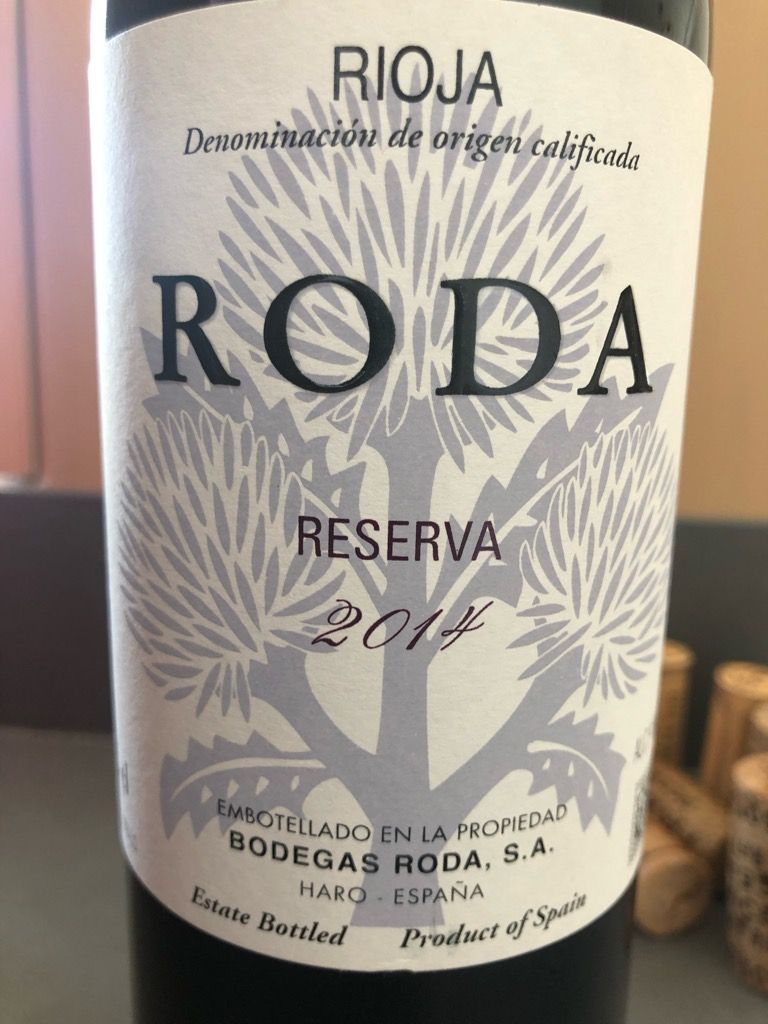 RIOJA
Denominación de origen calificada
RODA
RESERVA
2014
EMBOTELLADO EN LA PROPIEDAD
BODEGAS RODA, S.A.
HARO - ESPAÑA
Estate Bottled Product of Spain